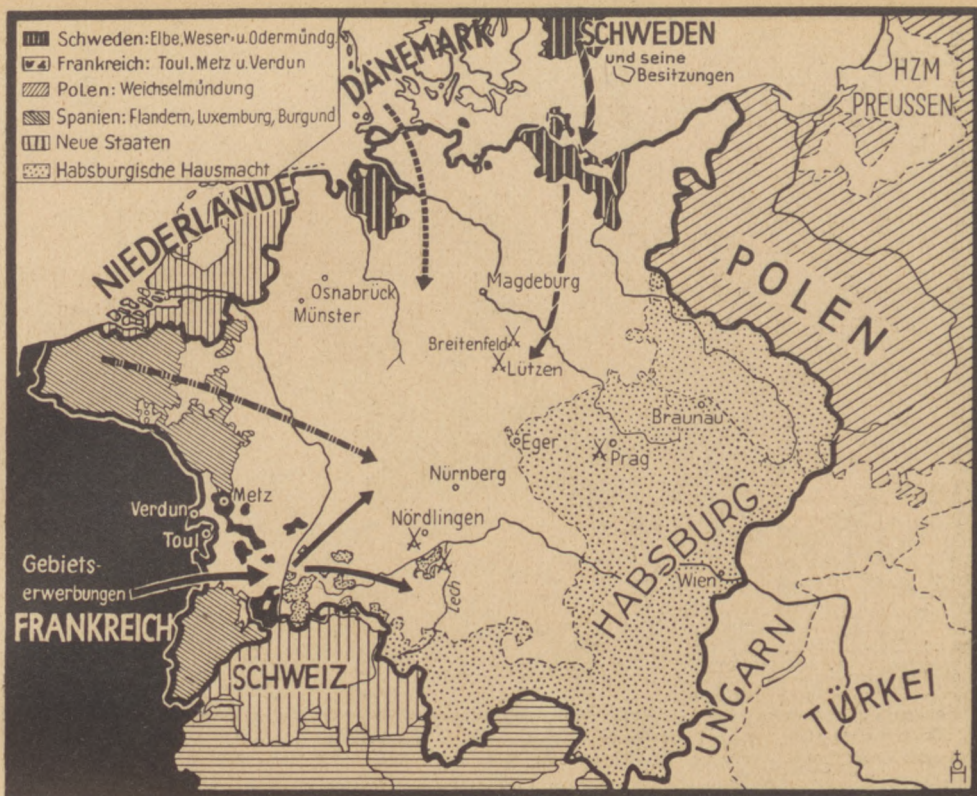 Schweden: Elbe, Weser- u. Odermündg.
Frankreich: Toul, Metz u. Verdun
Polen: Weichselmündung
Spanien: Flandern, Luxemburg, Burgund
Neue Staaten
Habsburgische Hausmacht
DÄNEMARK
SCHWEDEN
und seine
Besitzungen
HZM
PREUSSEN
NIEDERLANDE
POLEN
Osnabrück
Münster
Magdeburg
Breitenfeld
Lützen
Braunau
Eger
Prag
Nürnberg
Metz
Verdun
Toul
Nördlingen
Gebiets-
erwerbungen
FRANKREICH
Lech
Wien
HABSBURG
SCHWEIZ
UNGARN
TÜRKEI